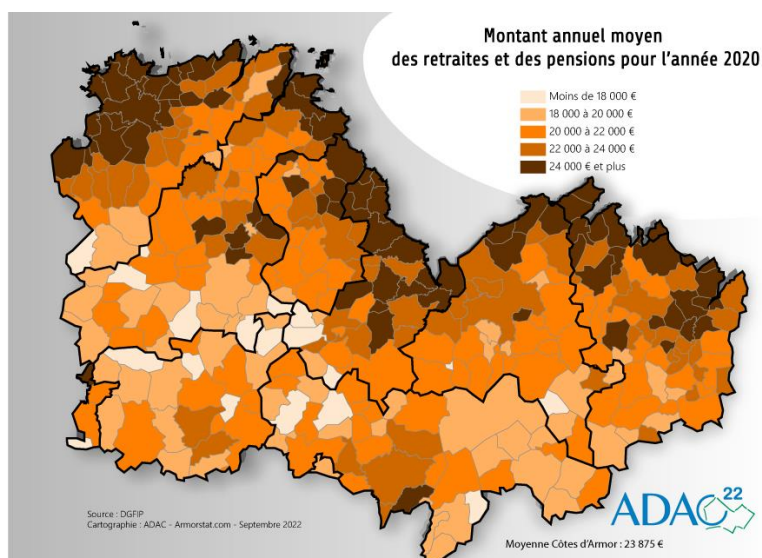 Montant annuel moyen
des retraites et des pensions pour l'année 2020
Moins de 18 000 €
18 000 à 20 000 €
20 000 à 22 000 €
22 000 à 24 000 €
24 000 € et plus
Source : DGFIP
Cartographie : ADAC - Armorstat.com - Septembre 2022
ADAC 22
Moyenne Côtes d'Armor : 23 875 €